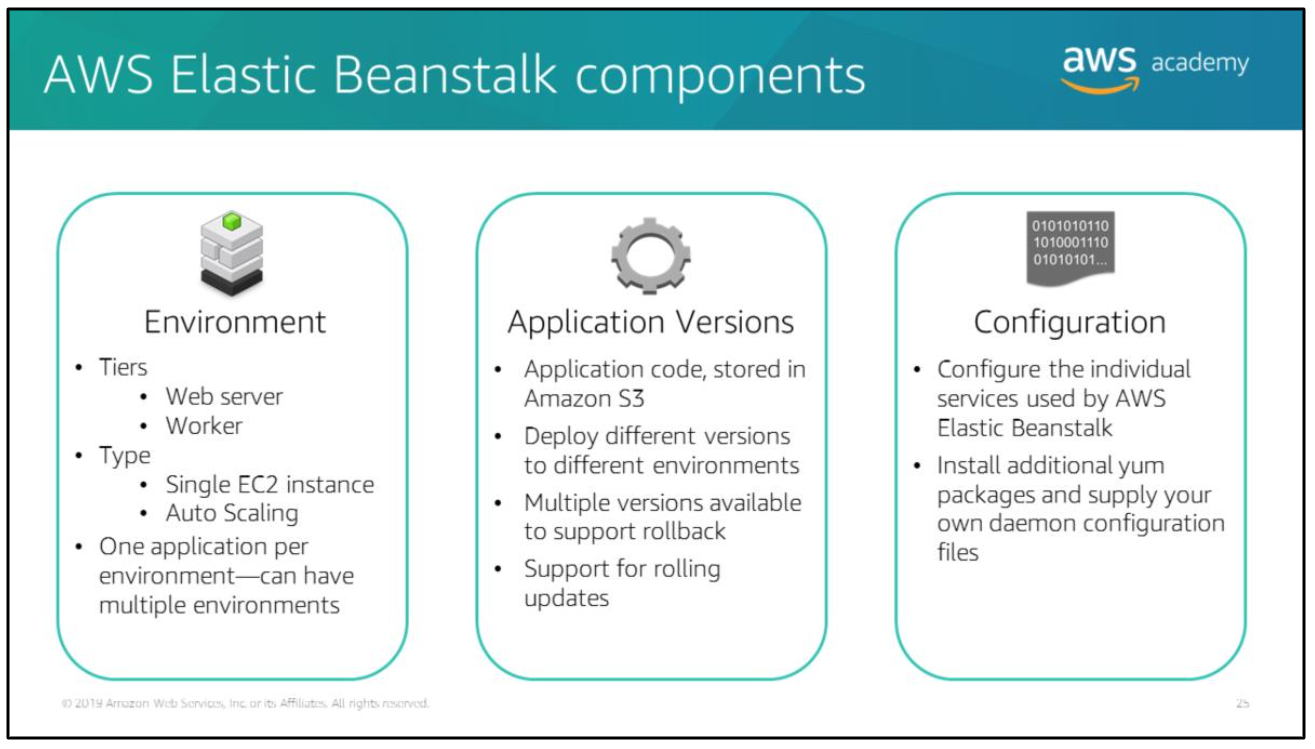 AWS Elastic Beanstalk components
aws academy
Environment
• Tiers
• Web server
• Worker
• Type
• Single EC2 instance
• Auto Scaling
• One application per
environment—can have
multiple environments
Application Versions
• Application code, stored in
Amazon S3
• Deploy different versions
to different environments
• Multiple versions available
to support rollback
• Support for rolling
updates
0101010110
1010001110
01010101...
Configuration
• Configure the individual
services used by AWS
Elastic Beanstalk
• Install additional yum
packages and supply your
own daemon configuration
files
© 2019 Amazon Web Services, Inc. or its Affiliates. All rights reserved.
25